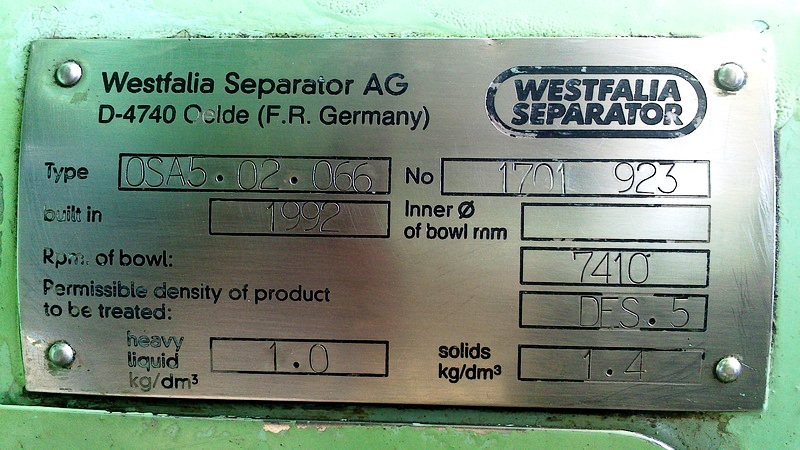 Westfalia Separator AG
D-4740 Oelde (F.R. Germany)
WESTFALIA
SEPARATOR
Type OSA5.02.066 No 1701 923
built in 1992 Inner Ø
of bowl mm
Rpm. of bowl: 7410
Permissible density of product
to be treated: DES.5
heavy
liquid 1.0
kg/dm³
solids 1.4
kg/dm³